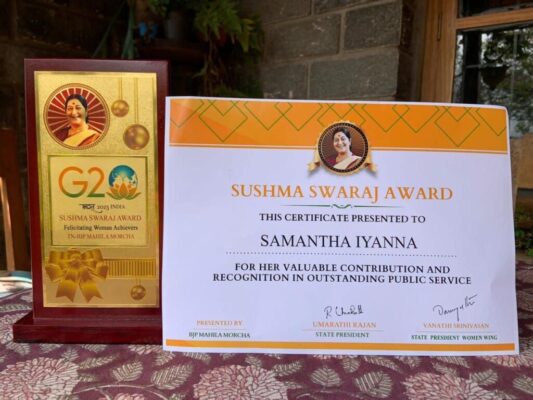 G20
भारत 2023 INDIA
SUSHMA SWARAJ AWARD
Felicitating Woman Achievers
TN-BJP MAHILA MORCHA
SUSHMA SWARAJ AWARD
THIS CERTIFICATE PRESENTED TO
SAMANTHA IYANNA
FOR HER VALUABLE CONTRIBUTION AND
RECOGNITION IN OUTSTANDING PUBLIC SERVICE
PRESENTED BY
BJP MAHILA MORCHA
UMARATHI RAJAN
STATE PRESIDENT
VANATHI SRINIVASAN
STATE PRESIDENT WOMEN WING